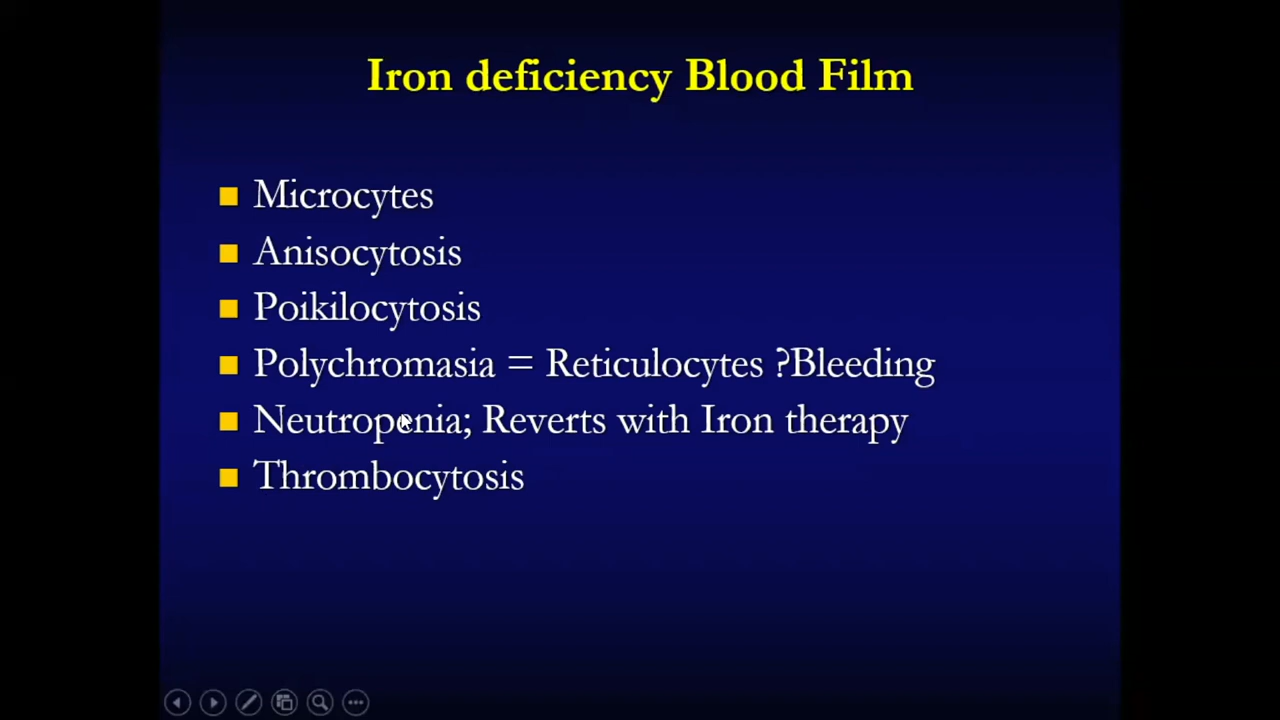 Iron deficiency Blood Film
Microcytes
Anisocytosis
Poikilocytosis
Polychromasia = Reticulocytes ?Bleeding
Neutropenia; Reverts with Iron therapy
Thrombocytosis